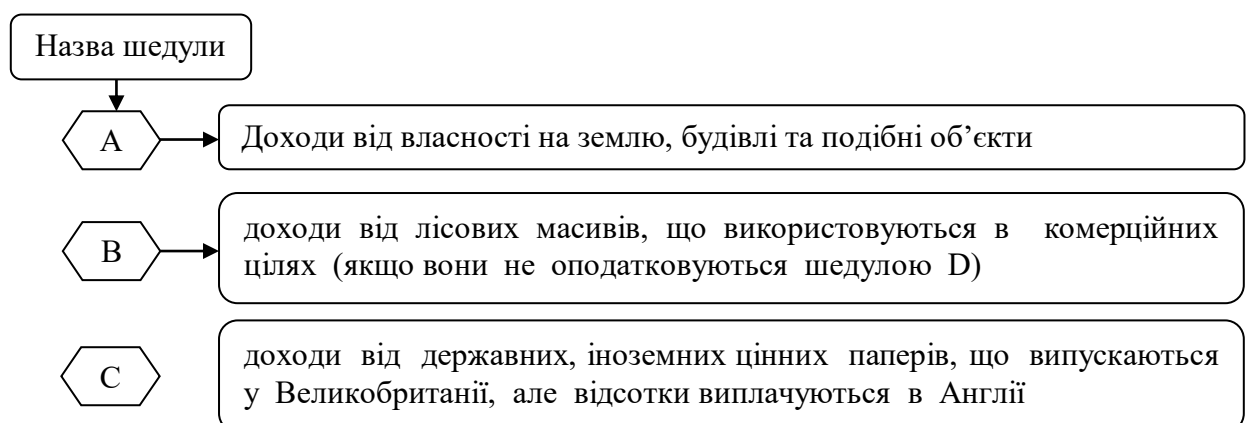 Назва шедули
А
Доходи від власності на землю, будівлі та подібні об’єкти
В
доходи від лісових масивів, що використовуються в комерційних
цілях (якщо вони не оподатковуються шедулою D)
С
доходи від державних, іноземних цінних паперів, що випускаються
у Великобританії, але відсотки виплачуються в Англії